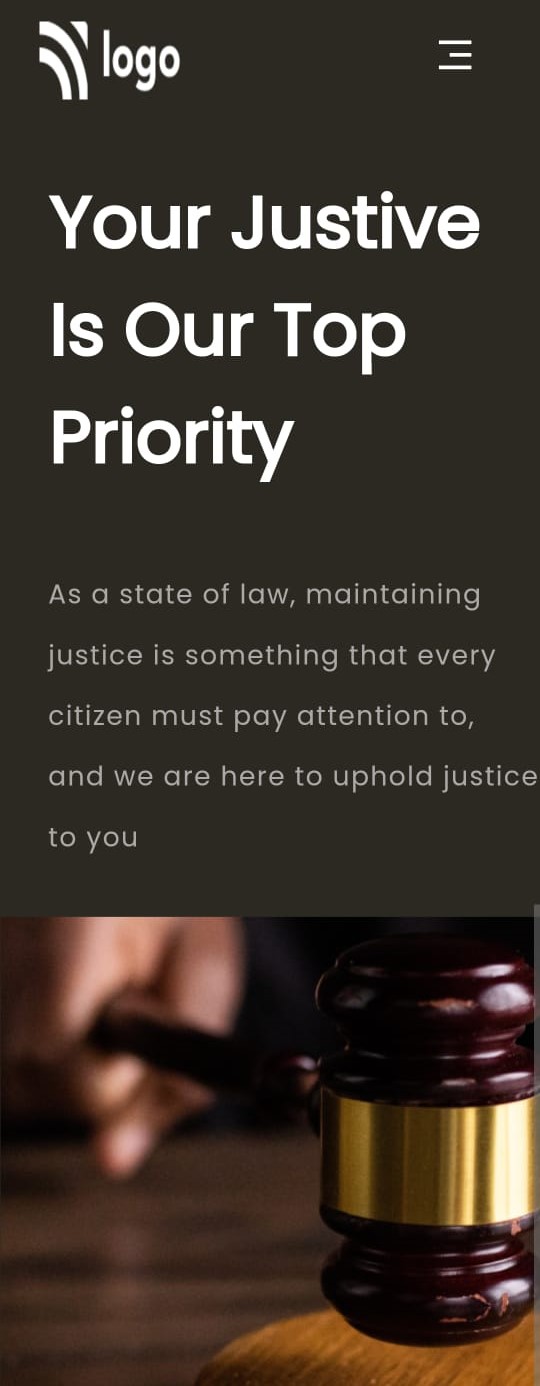 logo
Your Justive
Is Our Top
Priority
As a state of law, maintaining
justice is something that every
citizen must pay attention to,
and we are here to uphold justice
to you